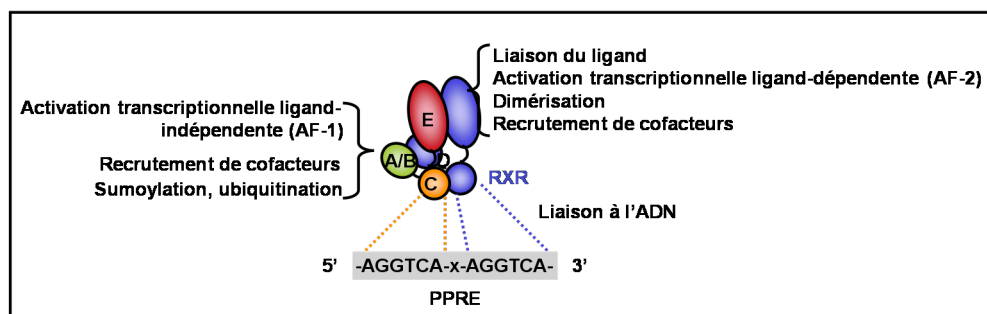 Liaison du ligand
Activation transcriptionnelle ligand-dépendente (AF-2)
Dimérisation
Recrutement de cofacteurs
Activation transcriptionnelle ligand-
indépendente (AF-1)
Recrutement de cofacteurs
Sumoylation, ubiquitination
E
A/B
C
RXR
Liaison à l'ADN
5' -AGGTCA-x-AGGTCA- 3'
PPRE